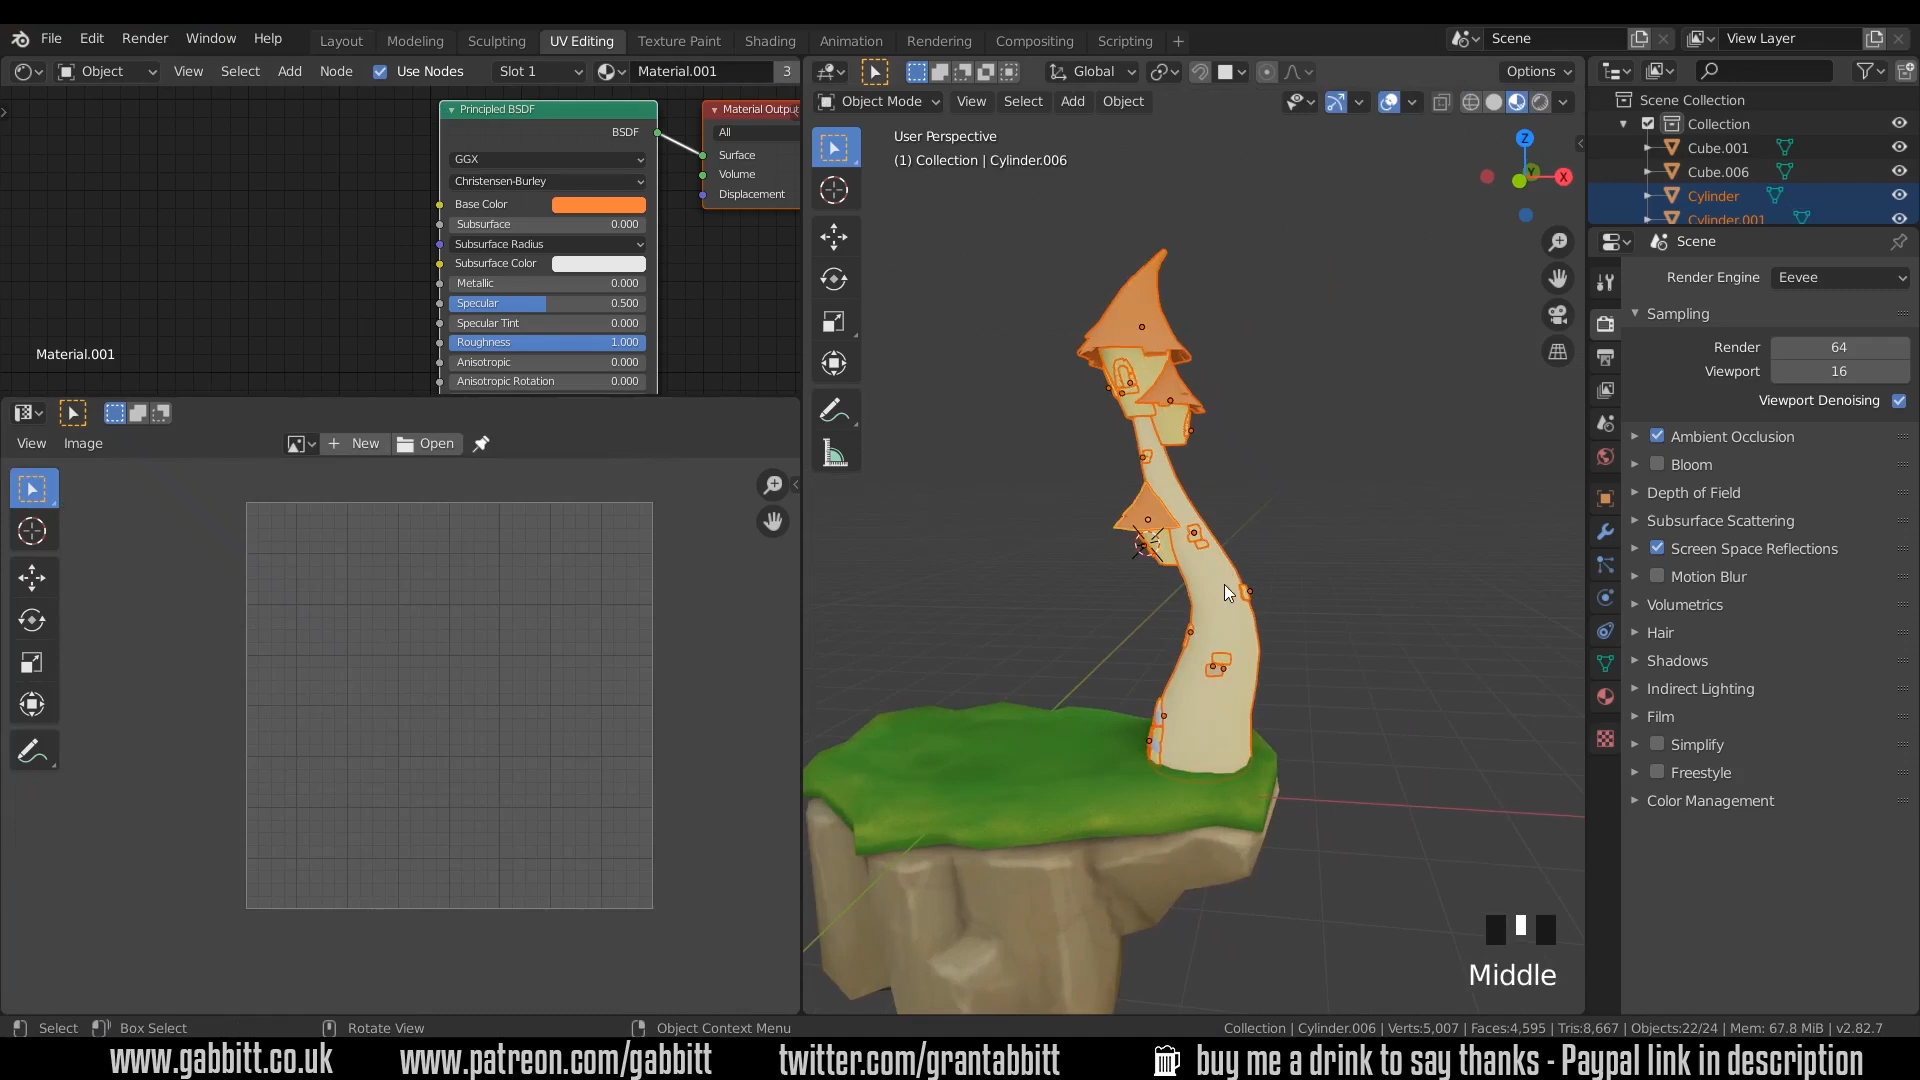 File Edit Render Window Help Layout Modeling Sculpting UV Editing Texture Paint Shading Animation Rendering Compositing Scripting + Scene View Layer
Object View Select Add Node Use Nodes Slot 1 Material.001 3
Principled BSDF
BSDF
GGX
Christensen-Burley
Base Color
Subsurface 0.000
Subsurface Radius
Subsurface Color
Metallic 0.000
Specular 0.500
Specular Tint 0.000
Roughness 1.000
Anisotropic 0.000
Anisotropic Rotation 0.000
Material Outpu
All
Surface
Volume
Displacement
Material.001
View Image + New Open
Global Options
Object Mode View Select Add Object
User Perspective
(1) Collection | Cylinder.006
Z
Y
X
Middle
Scene Collection
Collection
Cube.001
Cube.006
Cylinder
Cylinder.001
Scene
Render Engine Eevee
Sampling
Render 64
Viewport 16
Viewport Denoising
Ambient Occlusion
Bloom
Depth of Field
Subsurface Scattering
Screen Space Reflections
Motion Blur
Volumetrics
Hair
Shadows
Indirect Lighting
Film
Simplify
Freestyle
Color Management
Select Box Select Rotate View Object Context Menu Collection | Cylinder.006 | Verts:5,007 | Faces:4,595 | Tris:8,667 | Objects:22/24 | Mem: 67.8 MiB | v2.82.7
www.gabbitt.co.uk www.patreon.com/gabbitt twitter.com/grantabbitt buy me a drink to say thanks - Paypal link in description